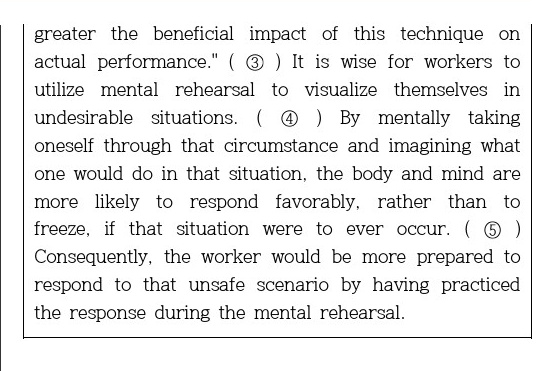 greater the beneficial impact of this technique on
actual performance." ( ③ ) It is wise for workers to
utilize mental rehearsal to visualize themselves in
undesirable situations. ( ④ ) By mentally taking
oneself through that circumstance and imagining what
one would do in that situation, the body and mind are
more likely to respond favorably, rather than to
freeze, if that situation were to ever occur. ( ⑤ )
Consequently, the worker would be more prepared to
respond to that unsafe scenario by having practiced
the response during the mental rehearsal.